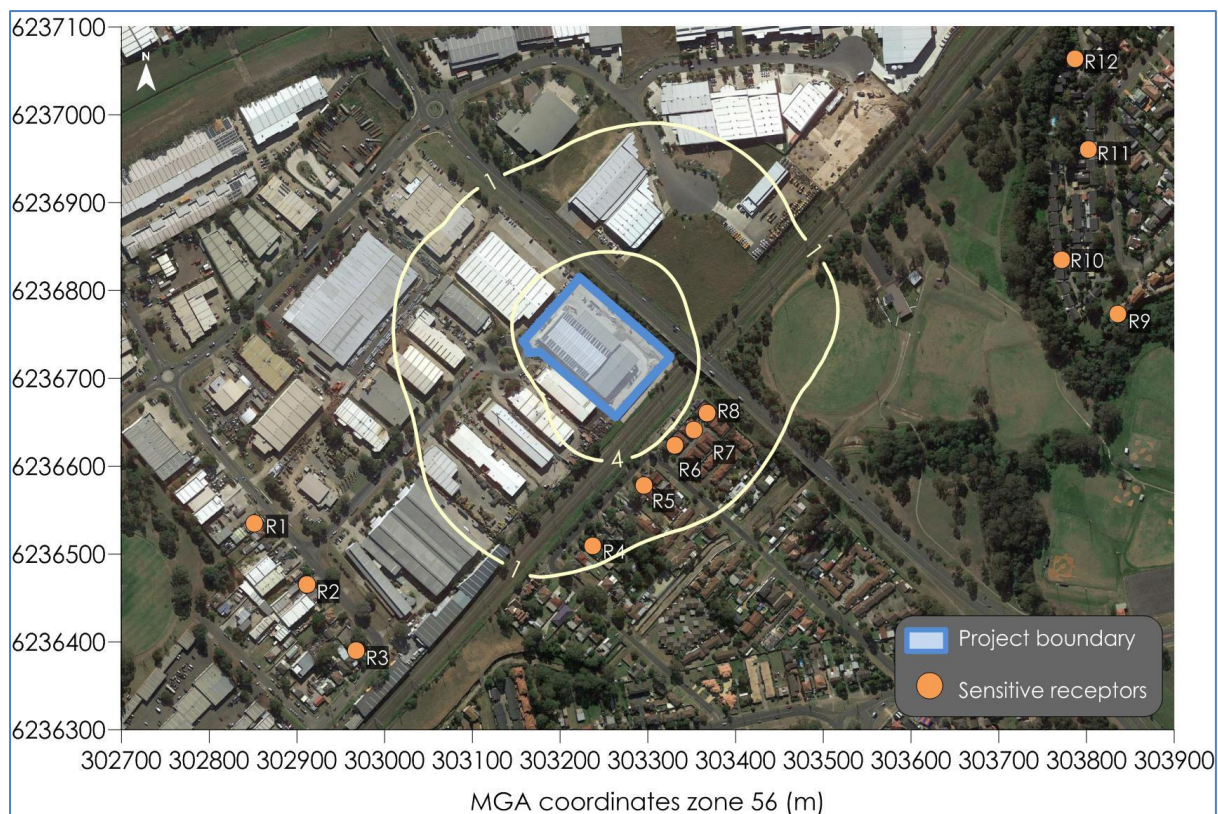 6237100
N
R12
6237000
R11
1
6236900
1
R10
6236800
R9
6236700
R8
R7
4
R6
6236600
R5
R1
R4
6236500
1
R2
Project boundary
6236400
R3
Sensitive receptors
6236300
302700 302800 302900 303000 303100 303200 303300 303400 303500 303600 303700 303800 303900
MGA coordinates zone 56 (m)